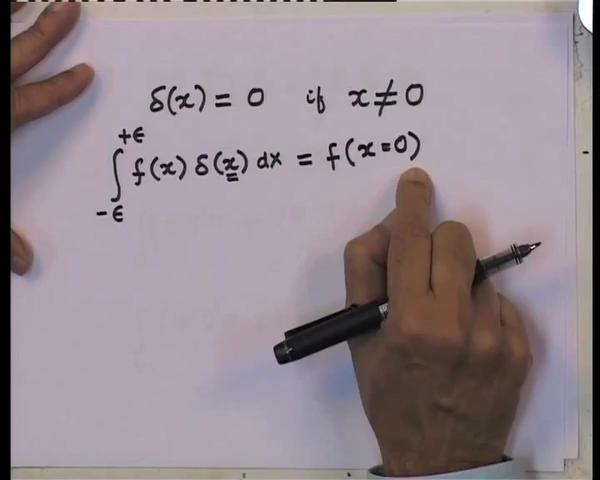 δ(x) = 0 if x ≠ 0
∫_{-ϵ}^{+ϵ} f(x) δ(x) dx = f(x=0)